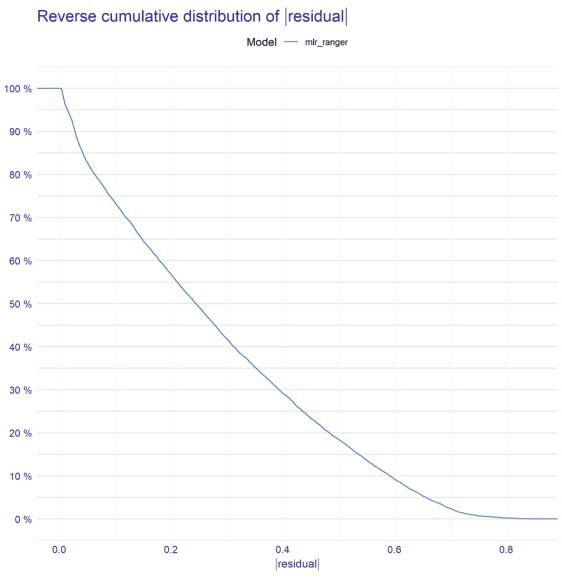 Reverse cumulative distribution of |residual|
Model mlr_ranger
100 %
90 %
80 %
70 %
60 %
50 %
40 %
30 %
20 %
10 %
0 %
0.0 0.2 0.4 0.6 0.8
|residual|